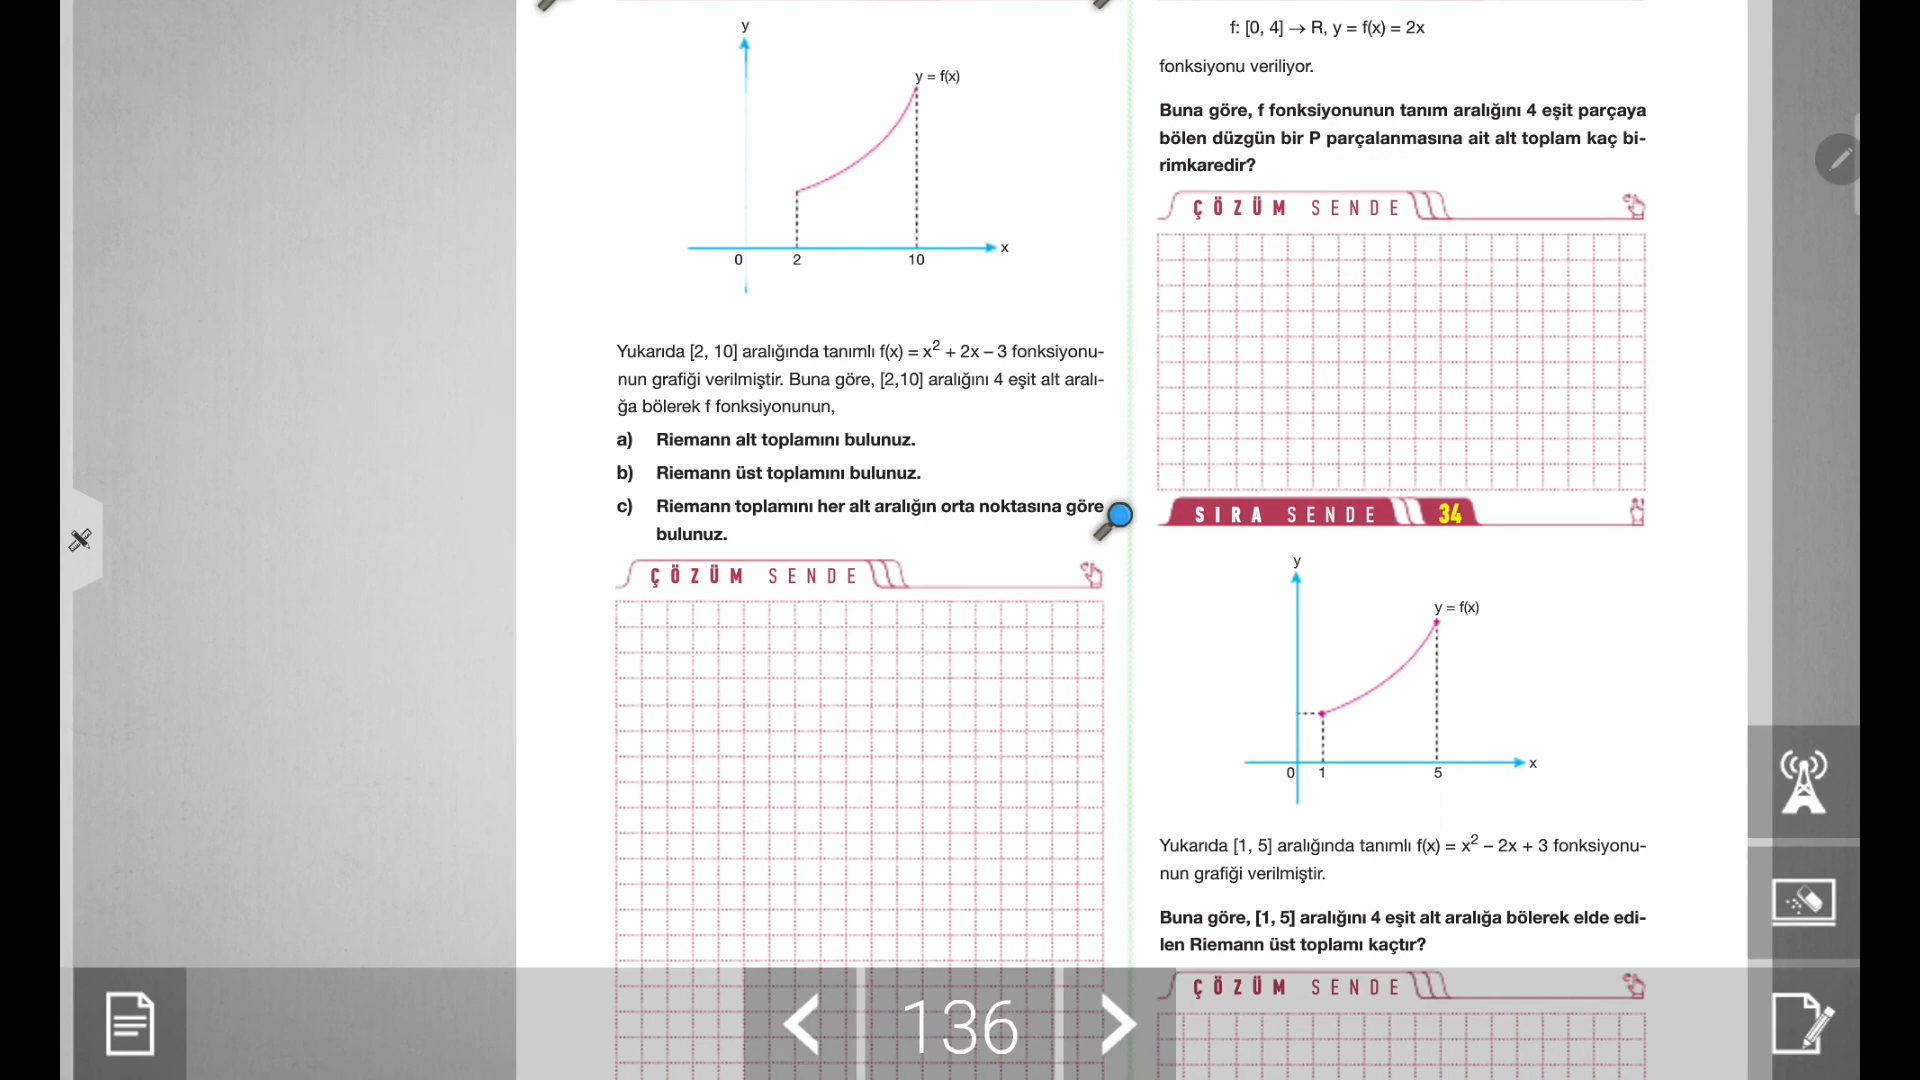 y
y = f(x)
x
0
2
10
Yukarıda [2, 10] aralığında tanımlı f(x) = x² + 2x – 3 fonksiyonu-
nun grafiği verilmiştir. Buna göre, [2,10] aralığını 4 eşit alt aralı-
ğa bölerek f fonksiyonunun,
a) Riemann alt toplamını bulunuz.
b) Riemann üst toplamını bulunuz.
c) Riemann toplamını her alt aralığın orta noktasına göre
bulunuz.
ÇÖZÜM SENDE
f: [0, 4] → R, y = f(x) = 2x
fonksiyonu veriliyor.
Buna göre, f fonksiyonunun tanım aralığını 4 eşit parçaya
bölen düzgün bir P parçalanmasına ait alt toplam kaç bi-
rimkaredir?
ÇÖZÜM SENDE
SIRA SENDE 34
y
y = f(x)
x
0
1
5
Yukarıda [1, 5] aralığında tanımlı f(x) = x² – 2x + 3 fonksiyonu-
nun grafiği verilmiştir.
Buna göre, [1, 5] aralığını 4 eşit alt aralığa bölerek elde edi-
len Riemann üst toplamı kaçtır?
ÇÖZÜM SENDE
136